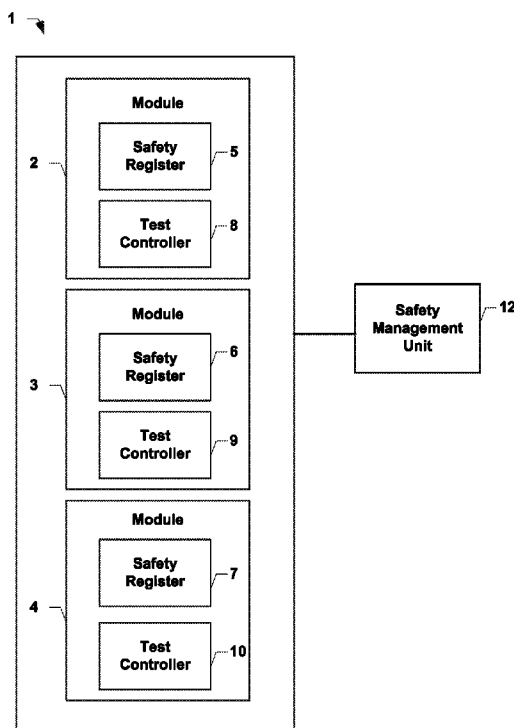 1
Module
2
Safety
Register
5
Test
Controller
8
Module
3
Safety
Register
6
Test
Controller
9
Module
4
Safety
Register
7
Test
Controller
10
Safety
Management
Unit
12